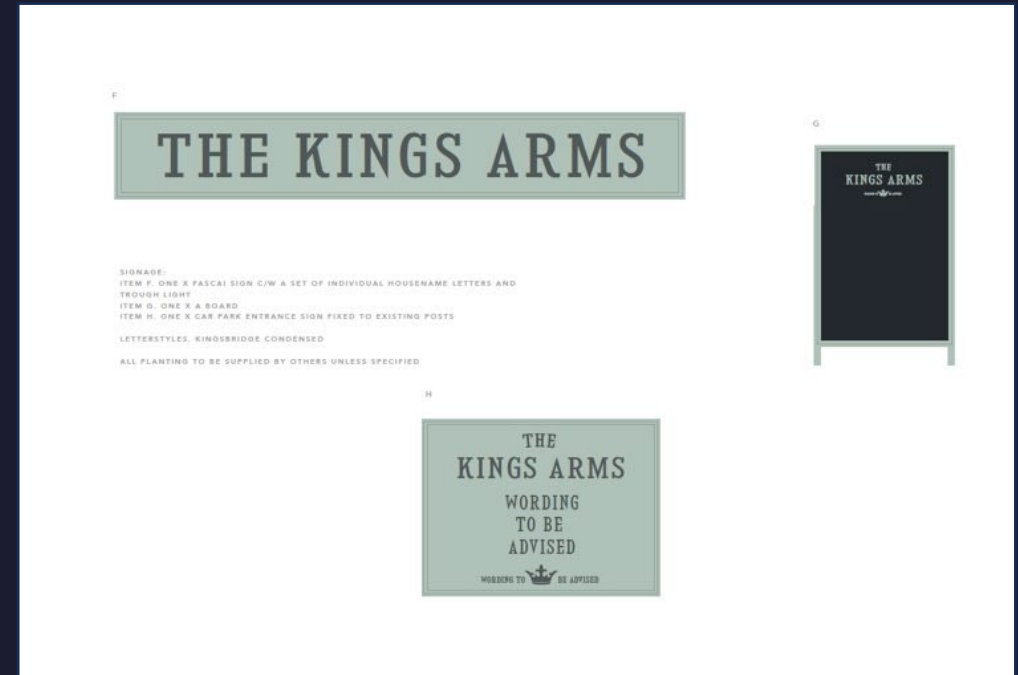 F
THE KINGS ARMS
G
THE
KINGS ARMS
SIGNAGE:
ITEM F. ONE X FASCAI SIGN C/W A SET OF INDIVIDUAL HOUSENAME LETTERS AND
TROUGH LIGHT
ITEM G. ONE X A BOARD
ITEM H. ONE X CAR PARK ENTRANCE SIGN FIXED TO EXISTING POSTS
LETTERSTYLES. KINGSBRIDGE CONDENSED
ALL PLANTING TO BE SUPPLIED BY OTHERS UNLESS SPECIFIED
H
THE
KINGS ARMS
WORDING
TO BE
ADVISED
WORDING TO BE ADVISED